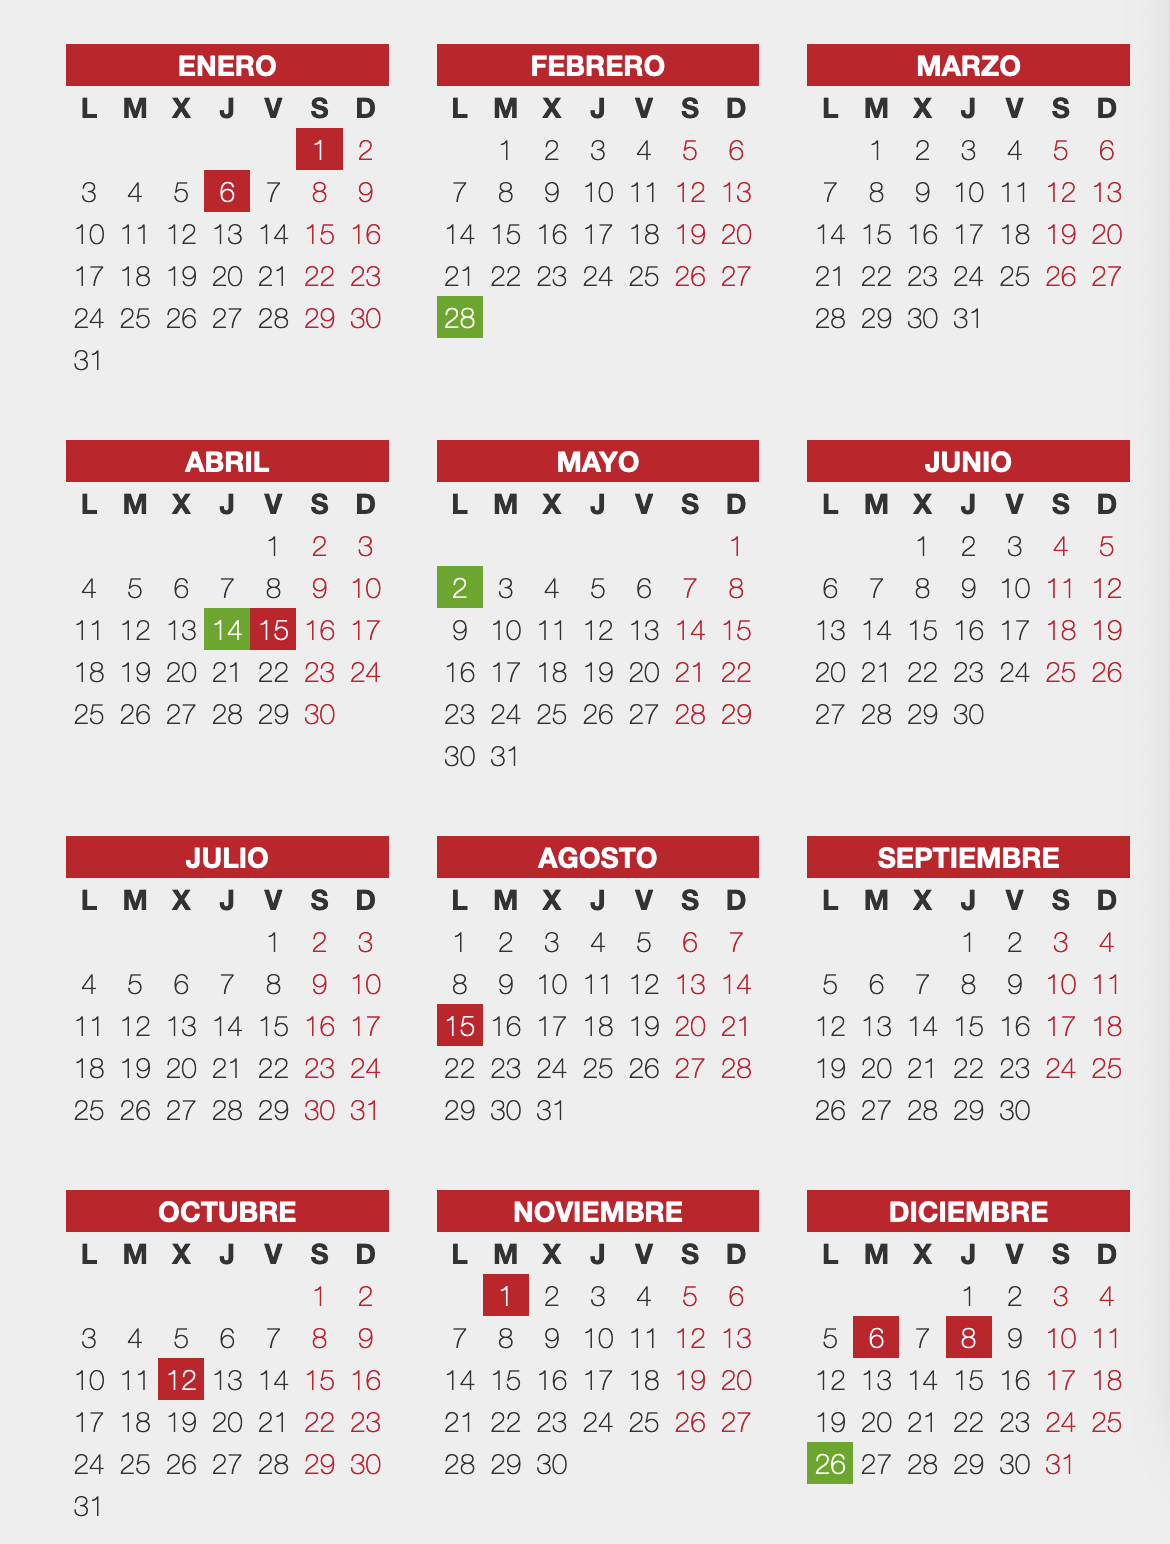 ENERO
L M X J V S D
1 2
3 4 5 6 7 8 9
10 11 12 13 14 15 16
17 18 19 20 21 22 23
24 25 26 27 28 29 30
31
FEBRERO
L M X J V S D
1 2 3 4 5 6
7 8 9 10 11 12 13
14 15 16 17 18 19 20
21 22 23 24 25 26 27
28
MARZO
L M X J V S D
1 2 3 4 5 6
7 8 9 10 11 12 13
14 15 16 17 18 19 20
21 22 23 24 25 26 27
28 29 30 31
ABRIL
L M X J V S D
1 2 3
4 5 6 7 8 9 10
11 12 13 14 15 16 17
18 19 20 21 22 23 24
25 26 27 28 29 30
MAYO
L M X J V S D
1
2 3 4 5 6 7 8
9 10 11 12 13 14 15
16 17 18 19 20 21 22
23 24 25 26 27 28 29
30 31
JUNIO
L M X J V S D
1 2 3 4 5
6 7 8 9 10 11 12
13 14 15 16 17 18 19
20 21 22 23 24 25 26
27 28 29 30
JULIO
L M X J V S D
1 2 3
4 5 6 7 8 9 10
11 12 13 14 15 16 17
18 19 20 21 22 23 24
25 26 27 28 29 30 31
AGOSTO
L M X J V S D
1 2 3 4 5 6 7
8 9 10 11 12 13 14
15 16 17 18 19 20 21
22 23 24 25 26 27 28
29 30 31
SEPTIEMBRE
L M X J V S D
1 2 3 4
5 6 7 8 9 10 11
12 13 14 15 16 17 18
19 20 21 22 23 24 25
26 27 28 29 30
OCTUBRE
L M X J V S D
1 2
3 4 5 6 7 8 9
10 11 12 13 14 15 16
17 18 19 20 21 22 23
24 25 26 27 28 29 30
31
NOVIEMBRE
L M X J V S D
1 2 3 4 5 6
7 8 9 10 11 12 13
14 15 16 17 18 19 20
21 22 23 24 25 26 27
28 29 30
DICIEMBRE
L M X J V S D
1 2 3 4
5 6 7 8 9 10 11
12 13 14 15 16 17 18
19 20 21 22 23 24 25
26 27 28 29 30 31